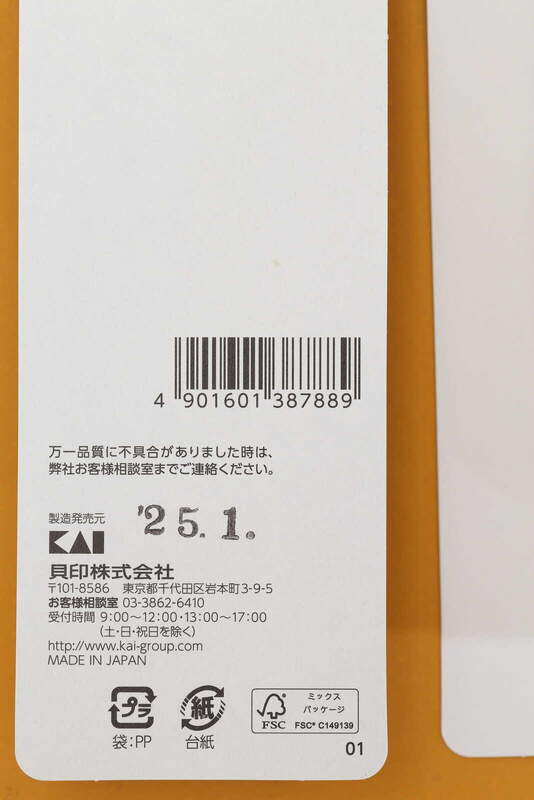 4 901601 387889
万一品質に不具合がありました時は、
弊社お客様相談室までご連絡ください。
製造発売元
'25.1.
KAI
貝印株式会社
〒101-8586 東京都千代田区岩本町3-9-5
お客様相談室 03-3862-6410
受付時間 9:00～12:00・13:00～17:00
(土・日・祝日を除く)
http://www.kai-group.com/
MADE IN JAPAN
プラ
袋:PP
紙
台紙
FSC
ミックス
パッケージ
FSC® C149139
01